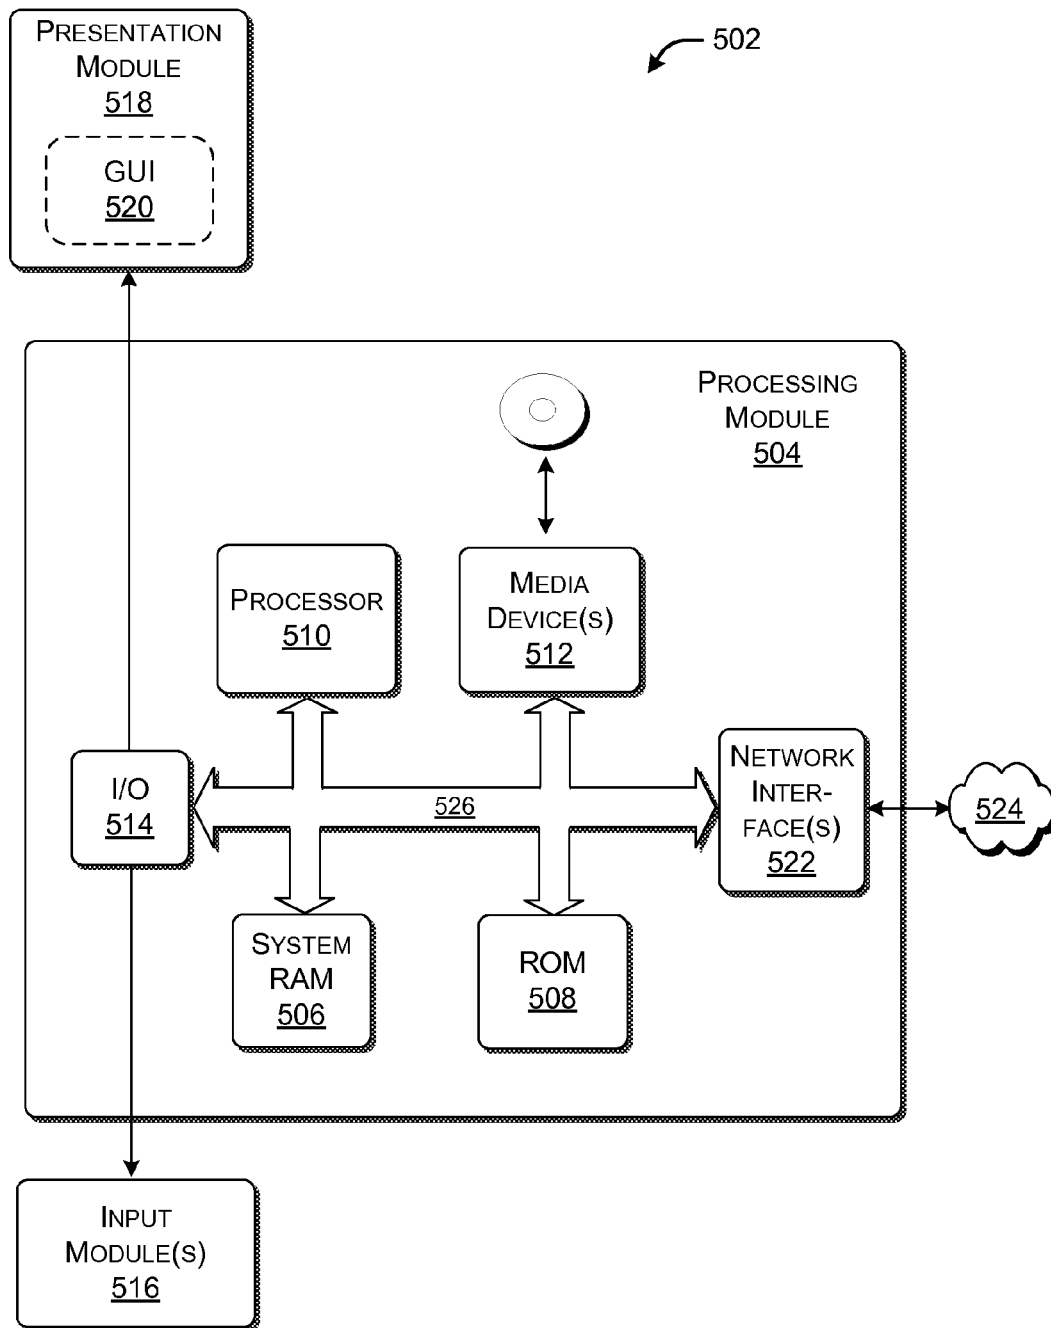 PRESENTATION
MODULE
518
GUI
520
502
PROCESSING
MODULE
504
PROCESSOR
510
MEDIA
DEVICE(S)
512
I/O
514
526
NETWORK
INTER-
FACE(S)
522
524
SYSTEM
RAM
506
ROM
508
INPUT
MODULE(S)
516